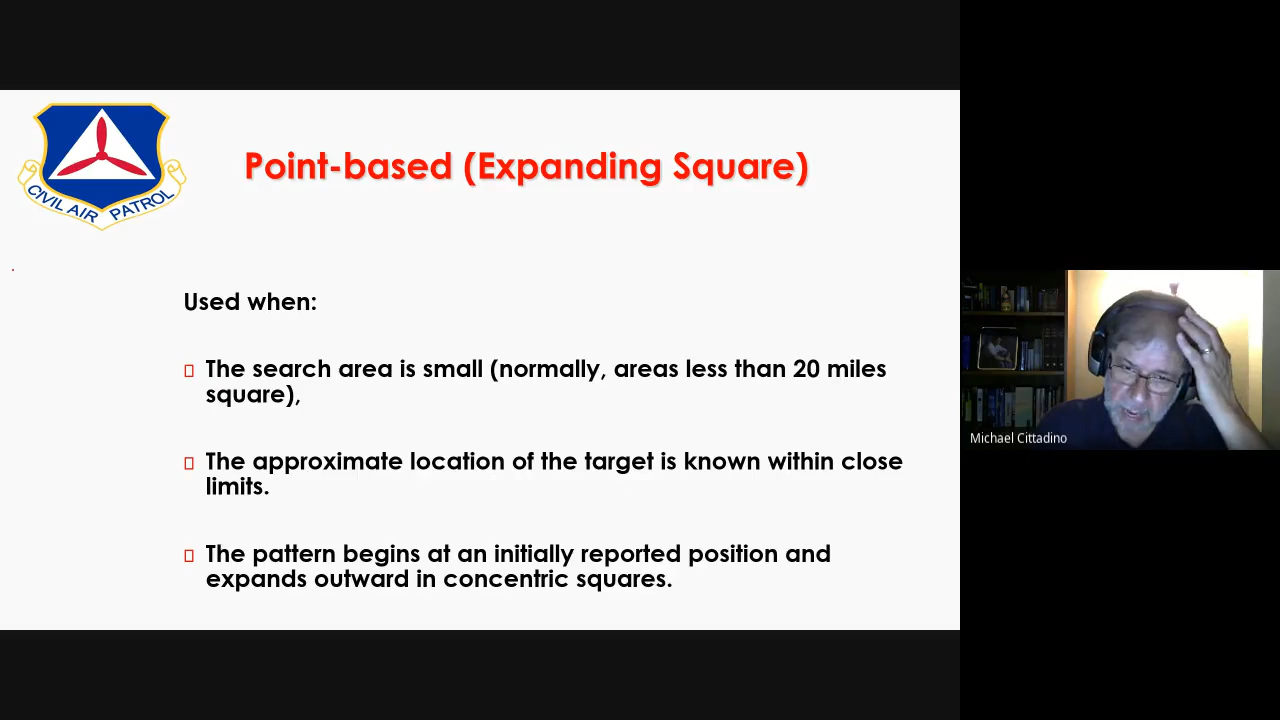 CIVIL AIR PATROL
Point-based (Expanding Square)
Used when:
The search area is small (normally, areas less than 20 miles
square),
The approximate location of the target is known within close
limits.
The pattern begins at an initially reported position and
expands outward in concentric squares.
Michael Cittadino